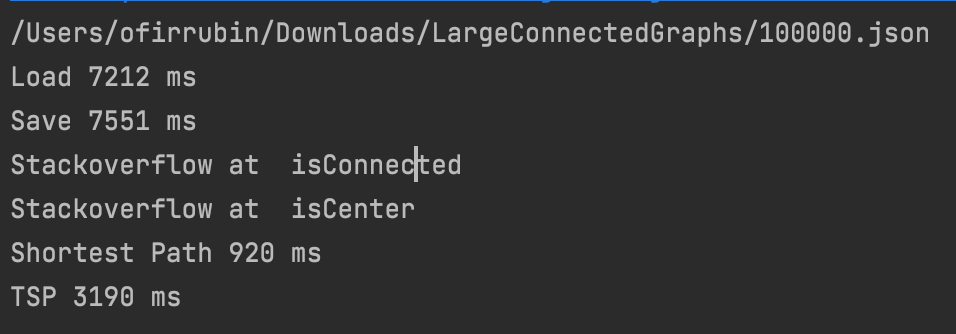 /Users/ofirrubin/Downloads/LargeConnectedGraphs/100000.json
Load 7212 ms
Save 7551 ms
Stackoverflow at  isConnected
Stackoverflow at  isCenter
Shortest Path 920 ms
TSP 3190 ms